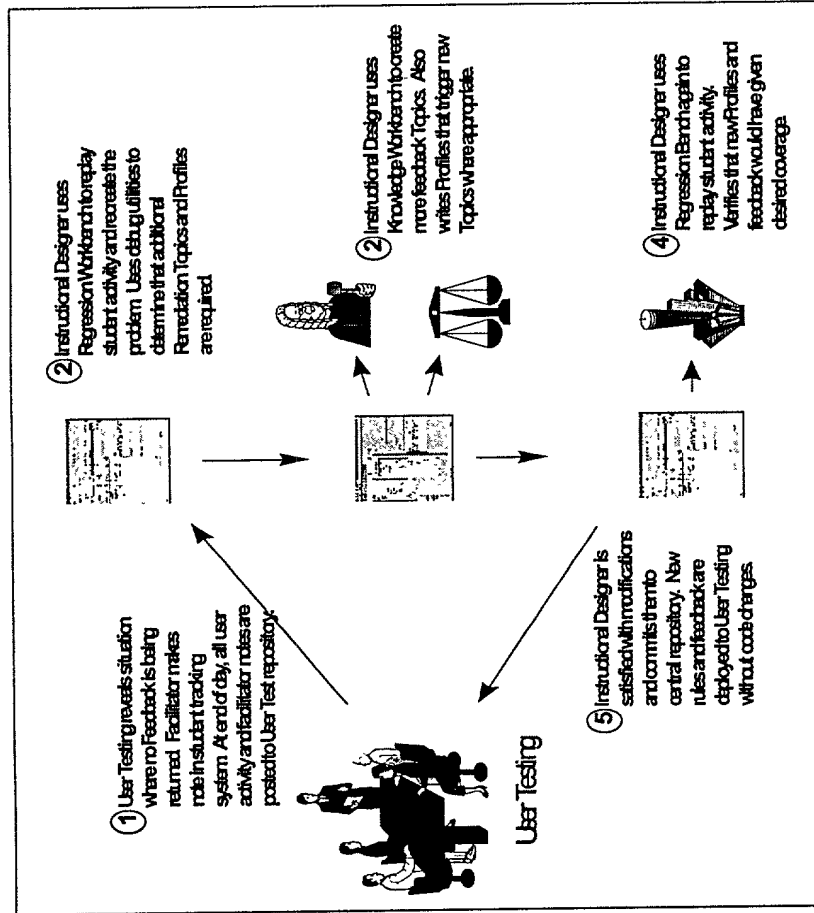 ① User Testing reveals situation
where no Feedback is being
returned. Facilitator makes
note in student tracking
system. At end of day, all user
activity and facilitator notes are
posted to User Test repository.
② Instructional Designer uses
Regression Workbench to replay
student activity and recreate the
problem. Uses debug utilities to
determine that additional
Remediation Topics and Profiles
are required.
② Instructional Designer uses
Knowledge Workbench to create
more feedback Topics. Also
writes Profiles that trigger new
Topics where appropriate.
④ Instructional Designer uses
Regression Bench again to
replay student activity.
Verifies that new Profiles and
feedback would have given
desired coverage.
⑤ Instructional Designer is
satisfied with modifications
and commits them to
central repository. New
rules and feedback are
deployed to User Testing
without code changes.
User Testing